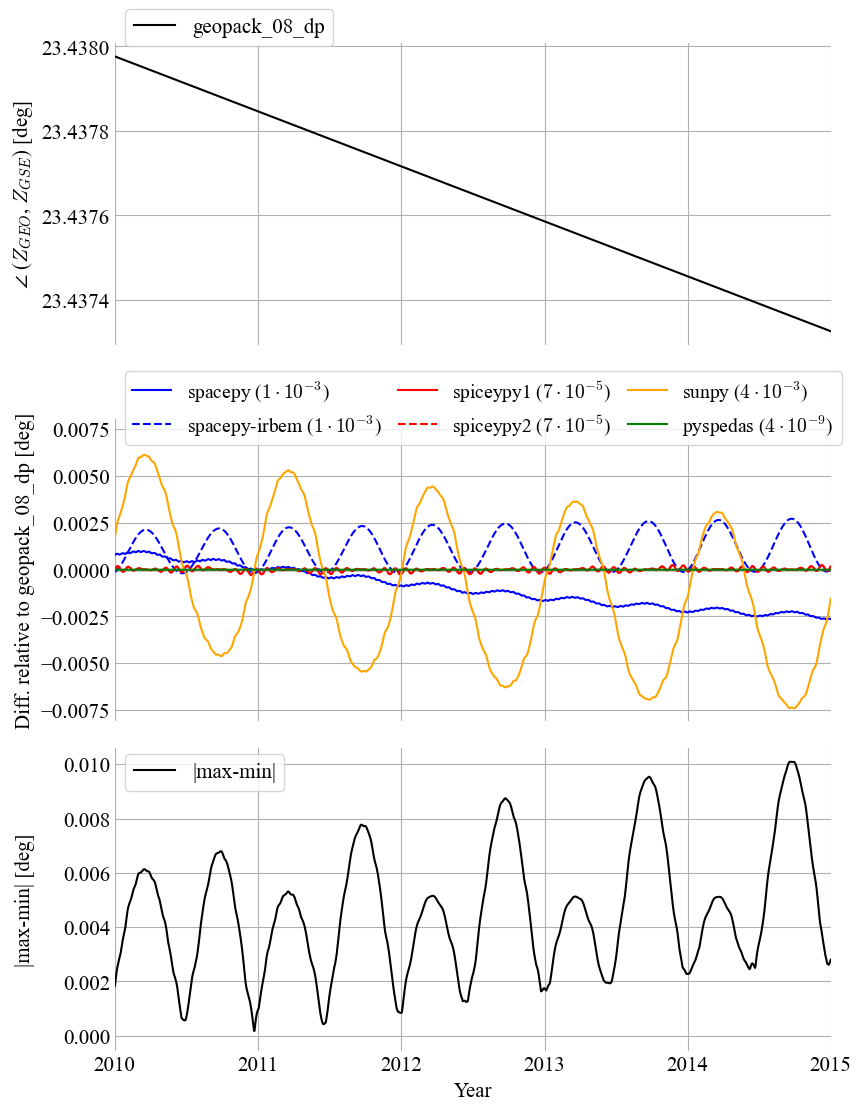 geopack_08_dp
23.4380
23.4378
23.4376
23.4374
∠ (Z_{GEO}, Z_{GSE}) [deg]
spacepy (1 · 10^{−3})
spiceypy1 (7 · 10^{−5})
sunpy (4 · 10^{−3})
spacepy-irbem (1 · 10^{−3})
spiceypy2 (7 · 10^{−5})
pyspedas (4 · 10^{−9})
0.0075
0.0050
0.0025
0.0000
−0.0025
−0.0050
−0.0075
Diff. relative to geopack_08_dp [deg]
|max-min|
0.010
0.008
0.006
0.004
0.002
0.000
|max-min| [deg]
2010 2011 2012 2013 2014 2015
Year